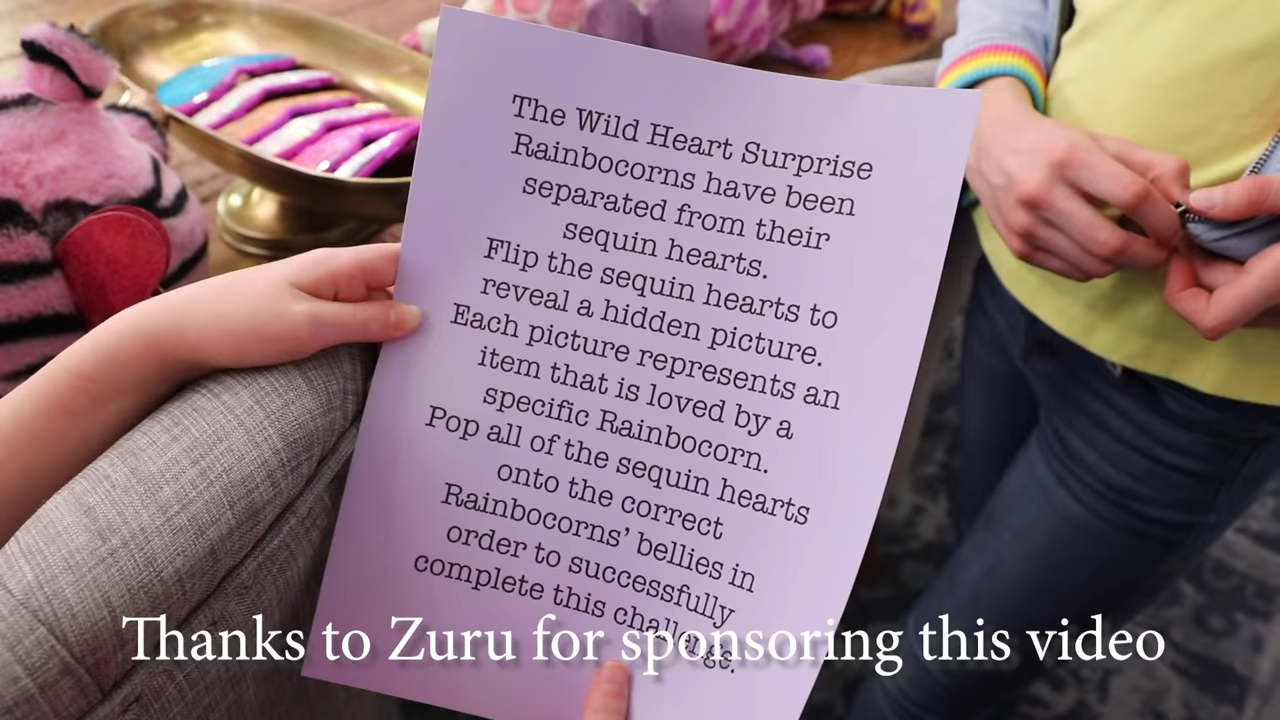 The Wild Heart Surprise
Rainbocorns have been
separated from their
sequin hearts.
Flip the sequin hearts to
reveal a hidden picture.
Each picture represents an
item that is loved by a
specific Rainbocorn.
Pop all of the sequin hearts
onto the correct
Rainbocorns' bellies in
order to successfully
complete this challenge.
Thanks to Zuru for sponsoring this video